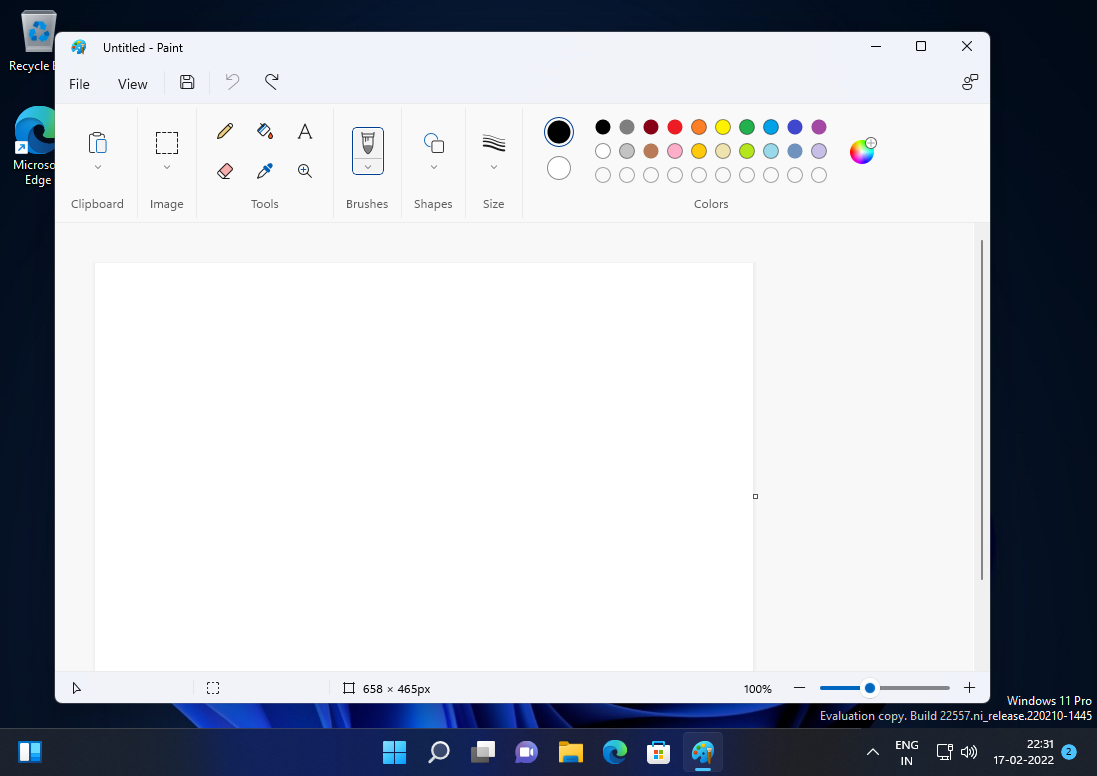 Recycle
Microso
Edge
Untitled - Paint
File
View
Clipboard
Image
A
Tools
Brushes
Shapes
Size
Colors
658 × 465px
100%
Windows 11 Pro
Evaluation copy. Build 22557.ni_release.220210-1445
ENG
IN
22:31
17-02-2022
2